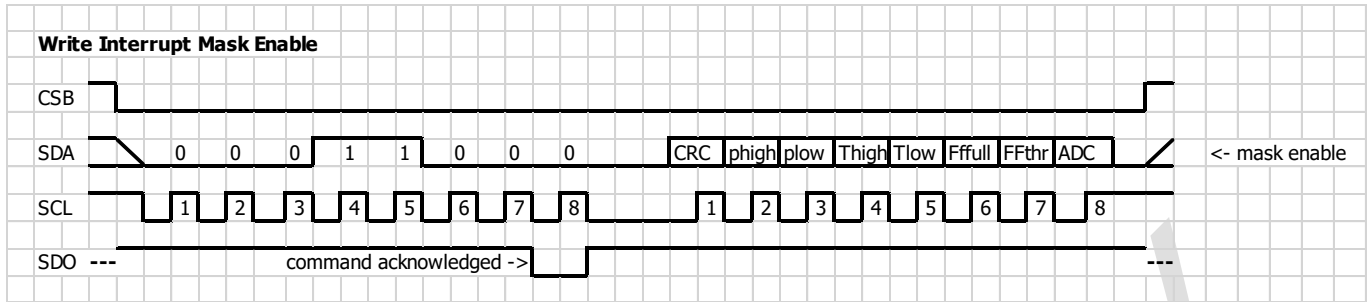 Write Interrupt Mask Enable
CSB
SDA 0 0 0 1 1 0 0 0 CRC phigh plow Thigh Tlow Fffull FFthr ADC <- mask enable
SCL 1 2 3 4 5 6 7 8 1 2 3 4 5 6 7 8
SDO --- command acknowledged -> ---